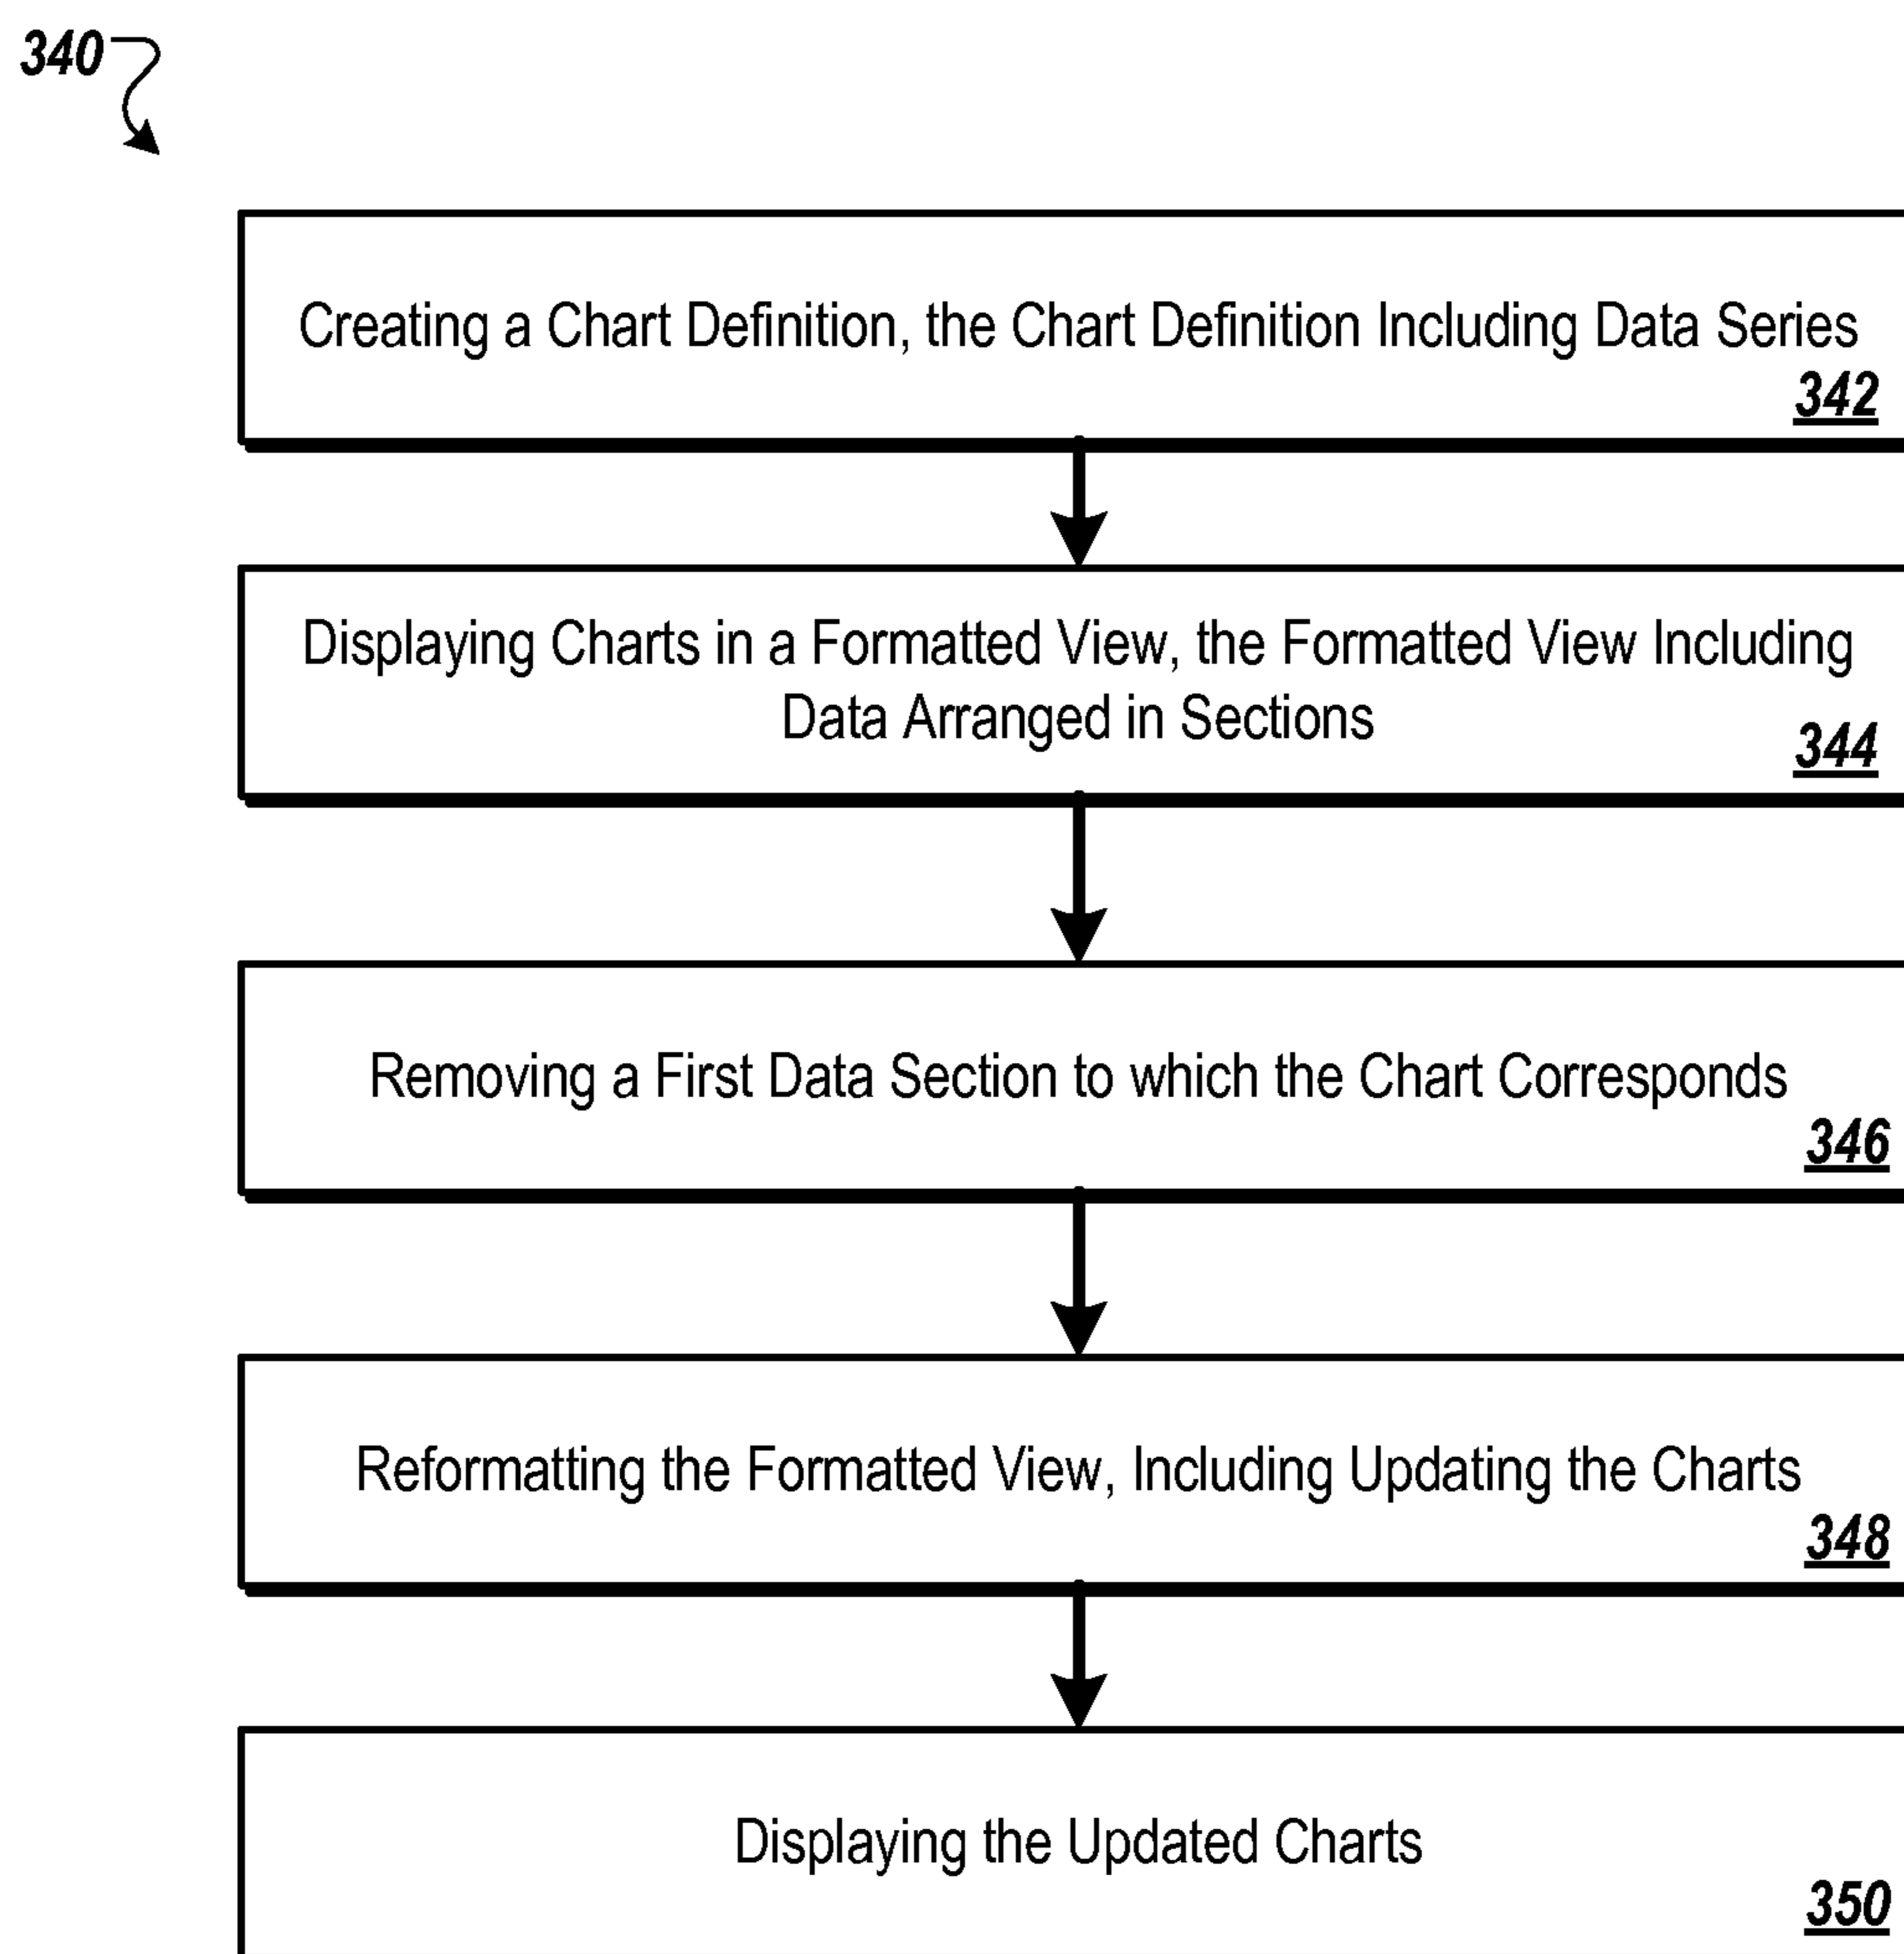 340
Creating a Chart Definition, the Chart Definition Including Data Series
342
Displaying Charts in a Formatted View, the Formatted View Including
Data Arranged in Sections
344
Removing a First Data Section to which the Chart Corresponds
346
Reformatting the Formatted View, Including Updating the Charts
348
Displaying the Updated Charts
350